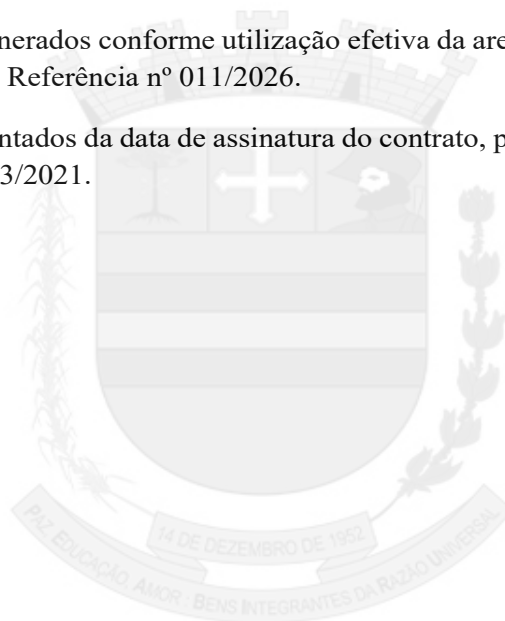 nerados conforme utilização efetiva da are
Referência nº 011/2026.
ntados da data de assinatura do contrato, p
3/2021.
14 DE DEZEMBRO DE 1952
PAZ, EDUCAÇÃO, AMOR : BENS INTEGRANTES DA RAZÃO UNIVERSAL